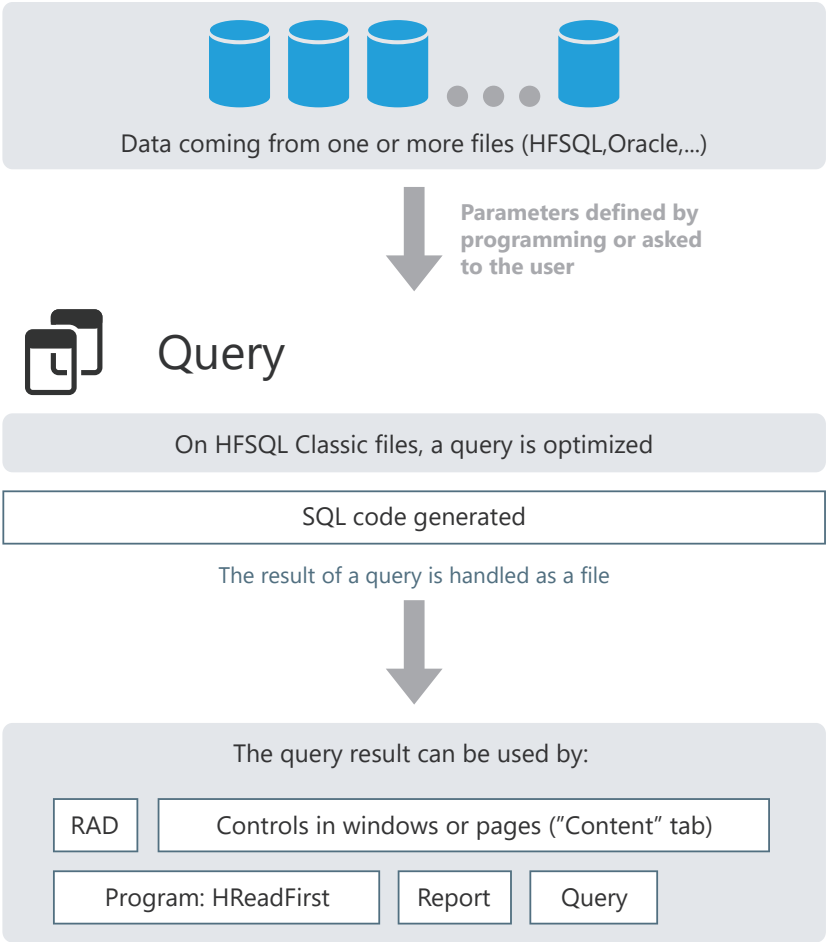 Data coming from one or more files (HFSQL,Oracle,...)
Parameters defined by
programming or asked
to the user
Query
On HFSQL Classic files, a query is optimized
SQL code generated
The result of a query is handled as a file
The query result can be used by:
RAD
Controls in windows or pages (”Content” tab)
Program: HReadFirst
Report
Query